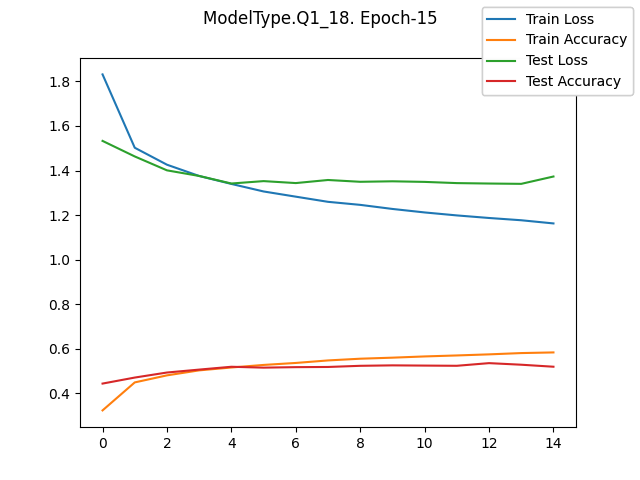 ModelType.Q1_18. Epoch-15
Train Loss
Train Accuracy
Test Loss
Test Accuracy
1.8
1.6
1.4
1.2
1.0
0.8
0.6
0.4
0 2 4 6 8 10 12 14